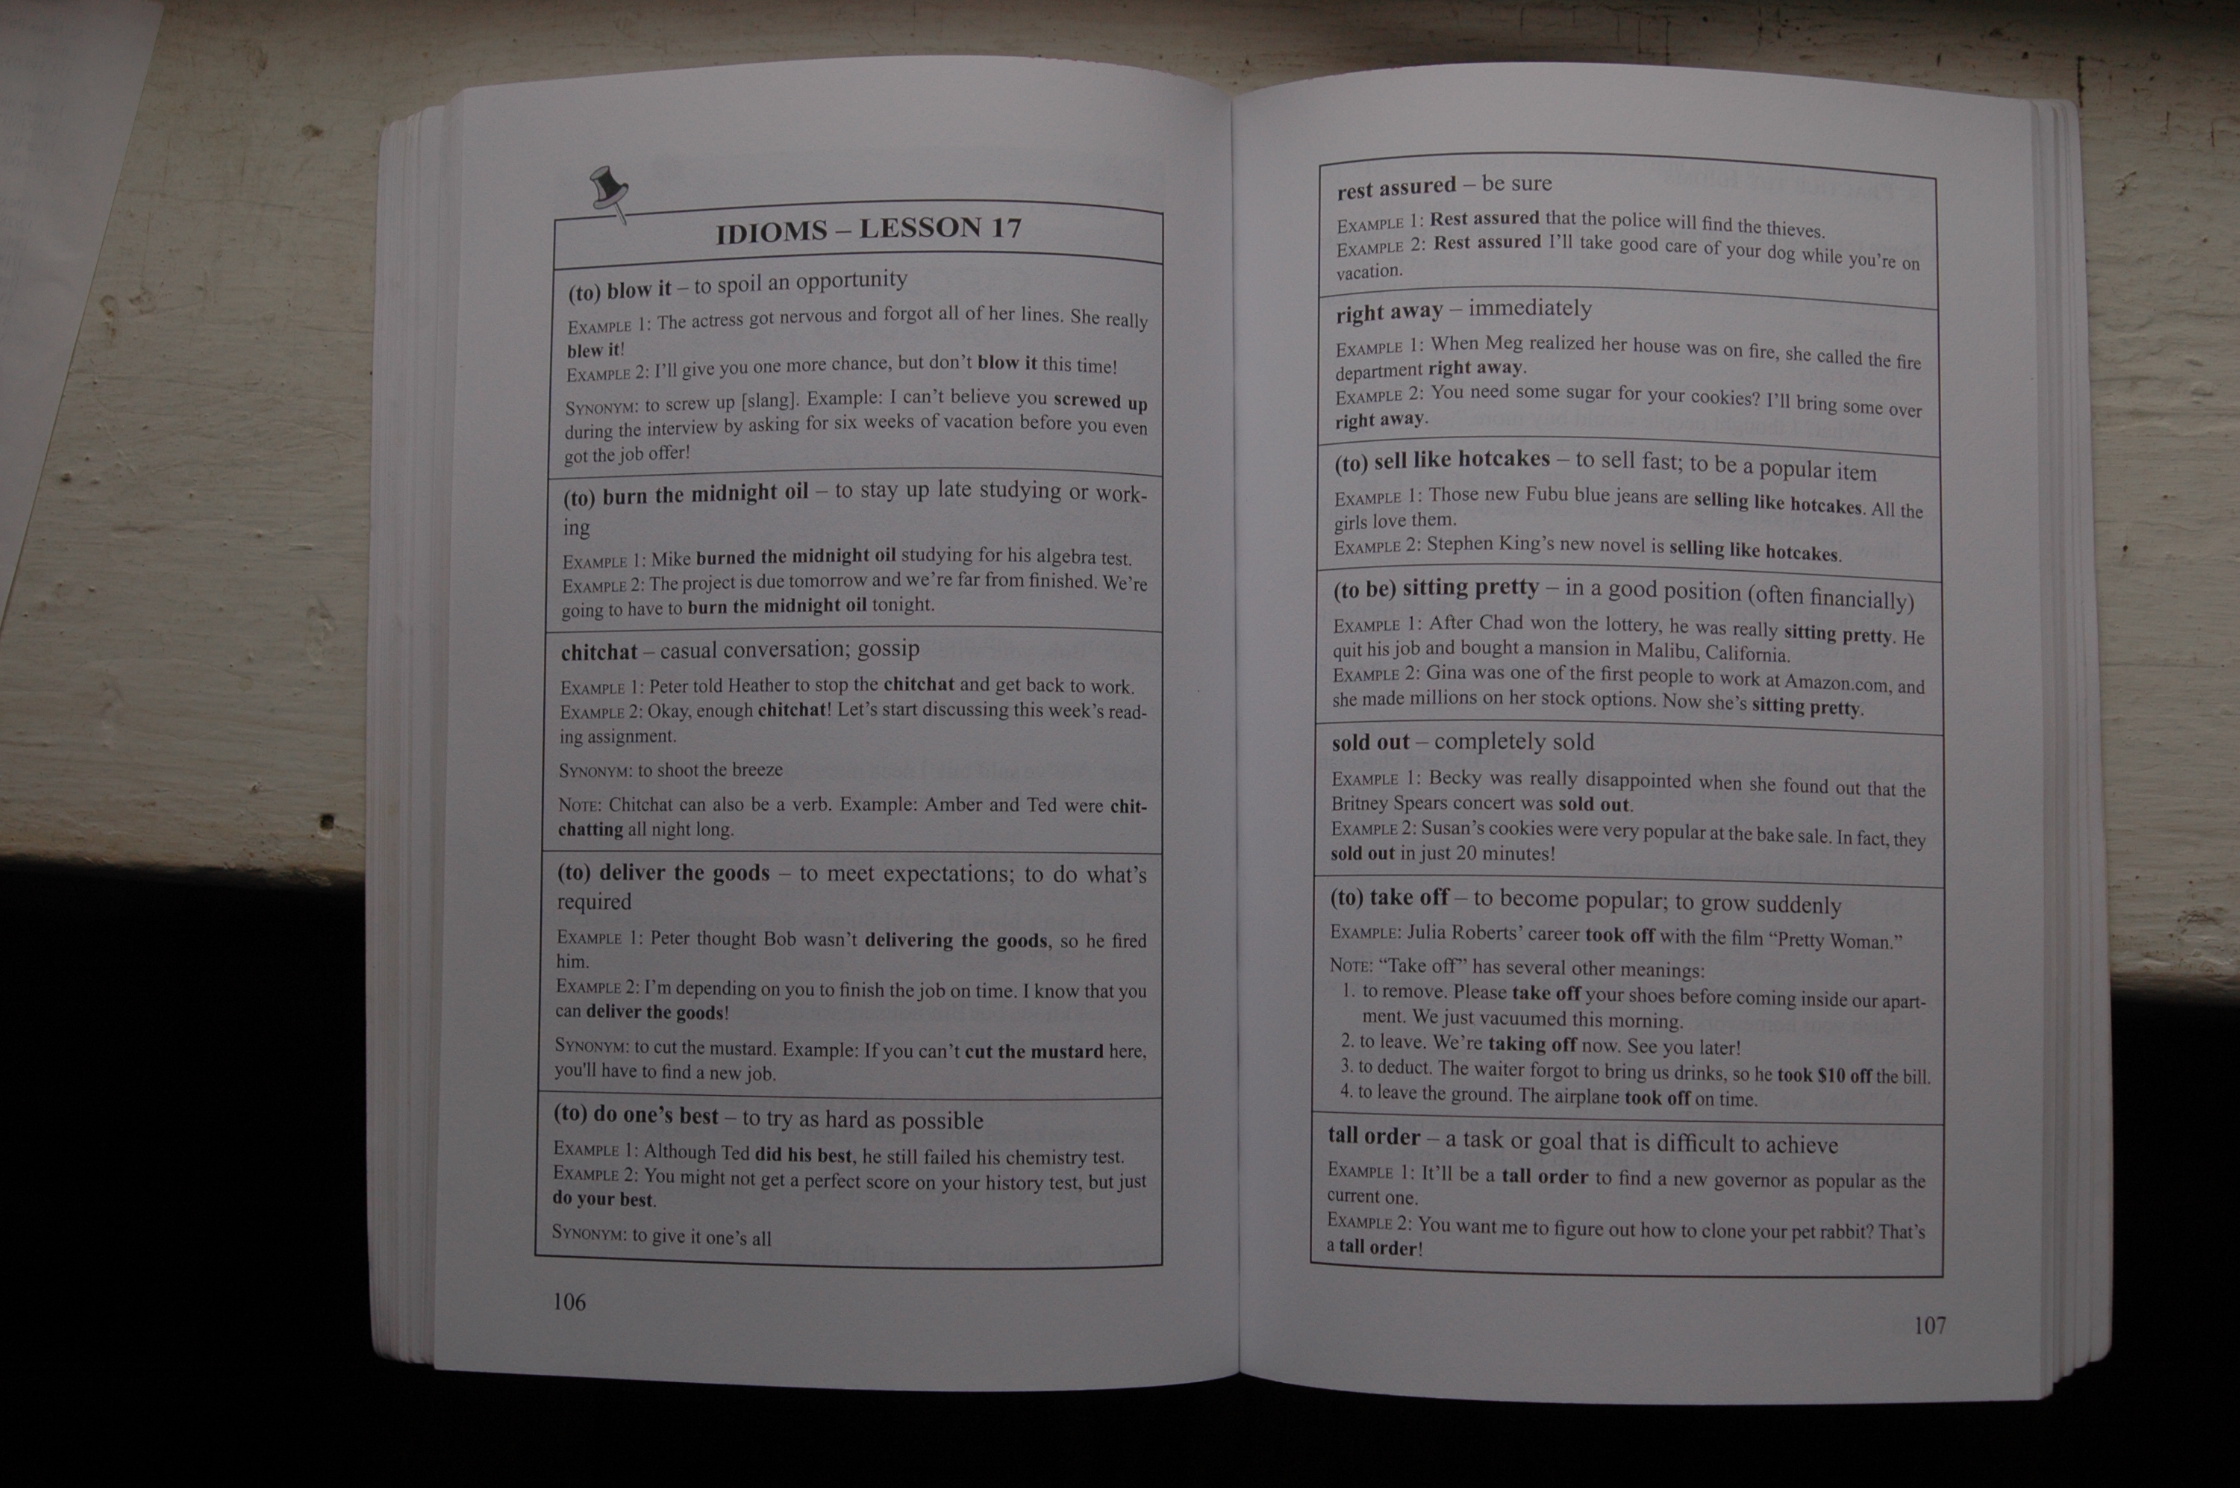 IDIOMS – LESSON 17
(to) blow it – to spoil an opportunity
EXAMPLE 1: The actress got nervous and forgot all of her lines. She really
blew it!
EXAMPLE 2: I'll give you one more chance, but don't blow it this time!
SYNONYM: to screw up [slang]. Example: I can't believe you screwed up
during the interview by asking for six weeks of vacation before you even
got the job offer!
(to) burn the midnight oil – to stay up late studying or work-
ing
EXAMPLE 1: Mike burned the midnight oil studying for his algebra test.
EXAMPLE 2: The project is due tomorrow and we're far from finished. We're
going to have to burn the midnight oil tonight.
chitchat – casual conversation; gossip
EXAMPLE 1: Peter told Heather to stop the chitchat and get back to work.
EXAMPLE 2: Okay, enough chitchat! Let's start discussing this week's read-
ing assignment.
SYNONYM: to shoot the breeze
NOTE: Chitchat can also be a verb. Example: Amber and Ted were chit-
chatting all night long.
(to) deliver the goods – to meet expectations; to do what's
required
EXAMPLE 1: Peter thought Bob wasn't delivering the goods, so he fired
him.
EXAMPLE 2: I'm depending on you to finish the job on time. I know that you
can deliver the goods!
SYNONYM: to cut the mustard. Example: If you can't cut the mustard here,
you'll have to find a new job.
(to) do one's best – to try as hard as possible
EXAMPLE 1: Although Ted did his best, he still failed his chemistry test.
EXAMPLE 2: You might not get a perfect score on your history test, but just
do your best.
SYNONYM: to give it one's all
106
rest assured – be sure
EXAMPLE 1: Rest assured that the police will find the thieves.
EXAMPLE 2: Rest assured I'll take good care of your dog while you're on
vacation.
right away – immediately
EXAMPLE 1: When Meg realized her house was on fire, she called the fire
department right away.
EXAMPLE 2: You need some sugar for your cookies? I'll bring some over
right away.
(to) sell like hotcakes – to sell fast; to be a popular item
EXAMPLE 1: Those new Fubu blue jeans are selling like hotcakes. All the
girls love them.
EXAMPLE 2: Stephen King's new novel is selling like hotcakes.
(to be) sitting pretty – in a good position (often financially)
EXAMPLE 1: After Chad won the lottery, he was really sitting pretty. He
quit his job and bought a mansion in Malibu, California.
EXAMPLE 2: Gina was one of the first people to work at Amazon.com, and
she made millions on her stock options. Now she's sitting pretty.
sold out – completely sold
EXAMPLE 1: Becky was really disappointed when she found out that the
Britney Spears concert was sold out.
EXAMPLE 2: Susan's cookies were very popular at the bake sale. In fact, they
sold out in just 20 minutes!
(to) take off – to become popular; to grow suddenly
EXAMPLE: Julia Roberts' career took off with the film “Pretty Woman.”
NOTE: “Take off” has several other meanings:
1. to remove. Please take off your shoes before coming inside our apart-
ment. We just vacuumed this morning.
2. to leave. We're taking off now. See you later!
3. to deduct. The waiter forgot to bring us drinks, so he took $10 off the bill.
4. to leave the ground. The airplane took off on time.
tall order – a task or goal that is difficult to achieve
EXAMPLE 1: It'll be a tall order to find a new governor as popular as the
current one.
EXAMPLE 2: You want me to figure out how to clone your pet rabbit? That's
a tall order!
107